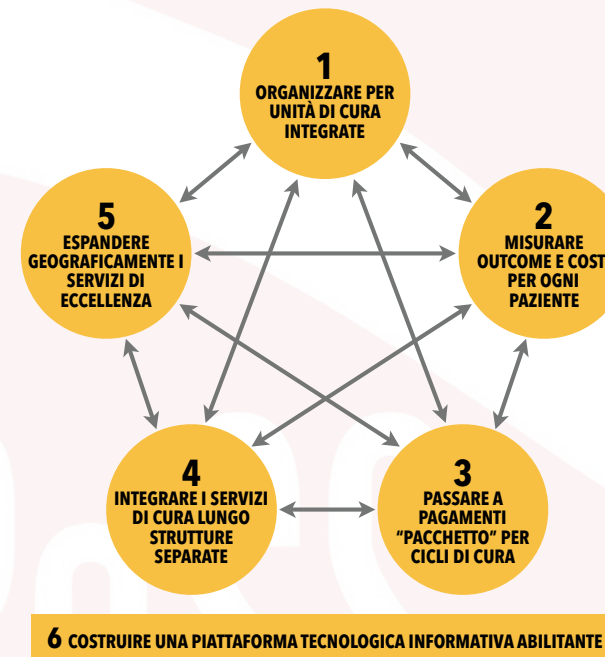 1
ORGANIZZARE PER
UNITÀ DI CURA
INTEGRATE
2
MISURARE
OUTCOME E COST
PER OGNI
PAZIENTE
3
PASSARE A
PAGAMENTI
“PACCHETTO” PER
CICLI DI CURA
4
INTEGRARE I SERVIZI
DI CURA LUNGO
STRUTTURE
SEPARATE
5
ESPANDERE
GEOGRAFICAMENTE I
SERVIZI DI
ECCELLENZA
6 COSTRUIRE UNA PIATTAFORMA TECNOLOGICA INFORMATIVA ABILITANTE